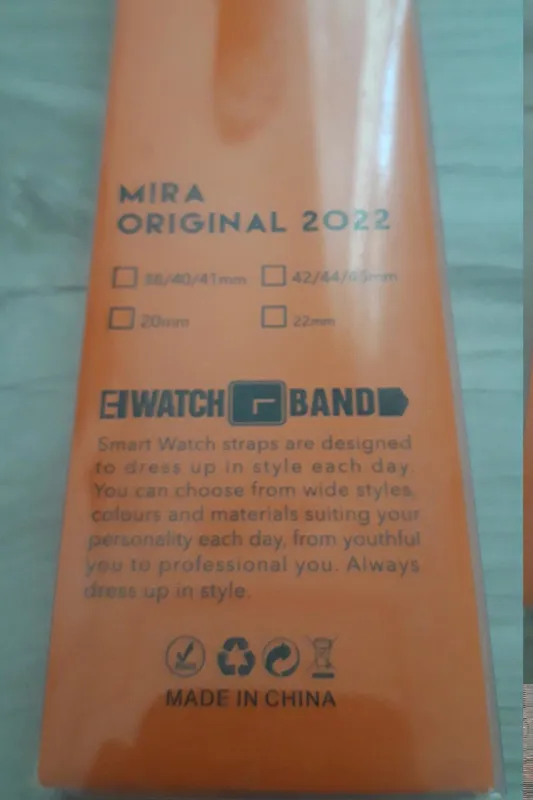 MIRA
ORIGINAL 2022
38/40/41mm
42/44/45mm
20mm
22mm
WATCH BAND
Smart Watch straps are designed
to dress up in style each day.
You can choose from wide styles,
colours and materials suiting your
personality each day, from youthful
you to professional you. Always
dress up in style.
MADE IN CHINA